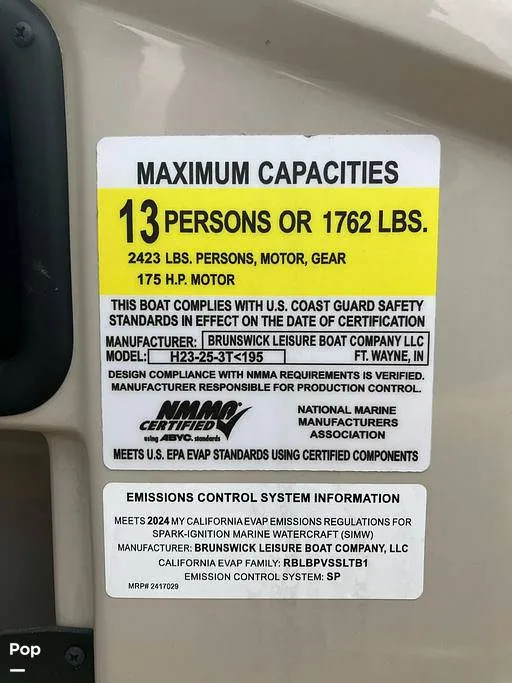 MAXIMUM CAPACITIES
13 PERSONS OR 1762 LBS.
2423 LBS. PERSONS, MOTOR, GEAR
175 H.P. MOTOR
THIS BOAT COMPLIES WITH U.S. COAST GUARD SAFETY
STANDARDS IN EFFECT ON THE DATE OF CERTIFICATION
MANUFACTURER: BRUNSWICK LEISURE BOAT COMPANY LLC
MODEL: H23-25-3T<195 FT. WAYNE, IN
DESIGN COMPLIANCE WITH NMMA REQUIREMENTS IS VERIFIED.
MANUFACTURER RESPONSIBLE FOR PRODUCTION CONTROL.
NMMA
CERTIFIED
using ABYC. standards
NATIONAL MARINE
MANUFACTURERS
ASSOCIATION
MEETS U.S. EPA EVAP STANDARDS USING CERTIFIED COMPONENTS
EMISSIONS CONTROL SYSTEM INFORMATION
MEETS 2024 MY CALIFORNIA EVAP EMISSIONS REGULATIONS FOR
SPARK-IGNITION MARINE WATERCRAFT (SIMW)
MANUFACTURER: BRUNSWICK LEISURE BOAT COMPANY, LLC
CALIFORNIA EVAP FAMILY: RBLBPVSSLTB1
EMISSION CONTROL SYSTEM: SP
MRP# 2417029
Pop